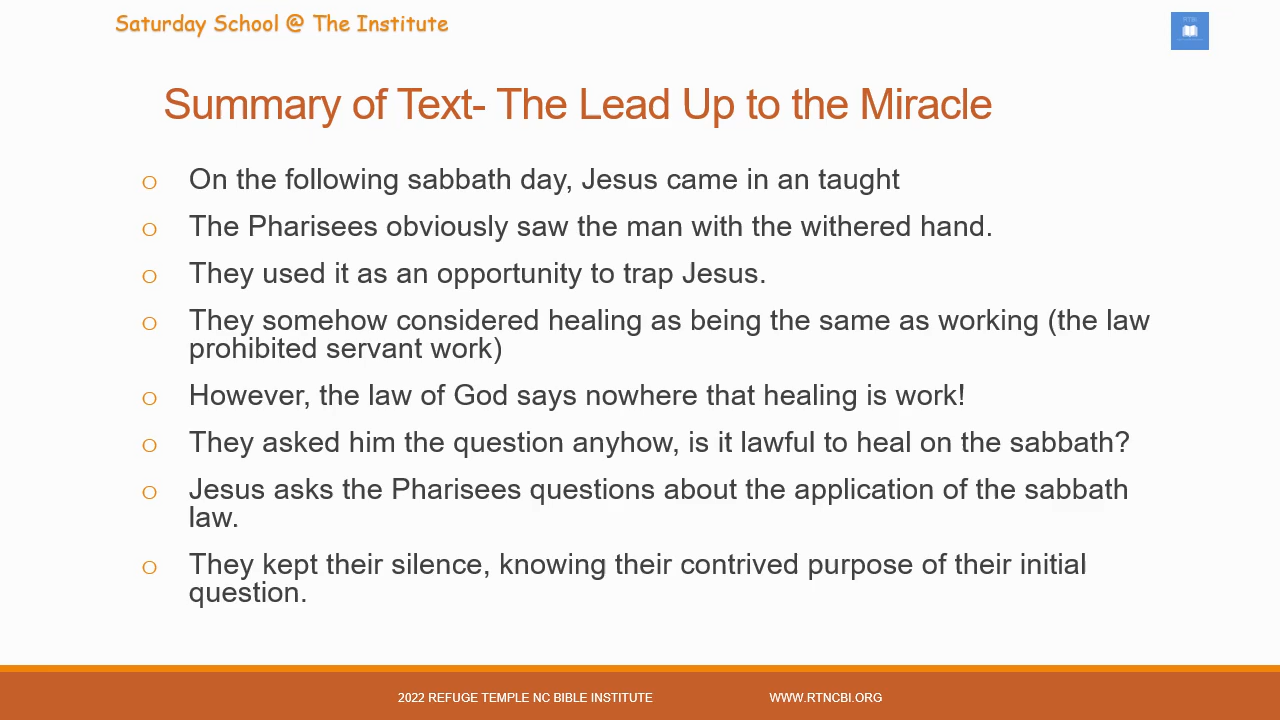 Saturday School @ The Institute
RTBI
Summary of Text- The Lead Up to the Miracle
o On the following sabbath day, Jesus came in an taught
o The Pharisees obviously saw the man with the withered hand.
o They used it as an opportunity to trap Jesus.
o They somehow considered healing as being the same as working (the law
prohibited servant work)
o However, the law of God says nowhere that healing is work!
o They asked him the question anyhow, is it lawful to heal on the sabbath?
o Jesus asks the Pharisees questions about the application of the sabbath
law.
o They kept their silence, knowing their contrived purpose of their initial
question.
2022 REFUGE TEMPLE NC BIBLE INSTITUTE WWW.RTNCBI.ORG